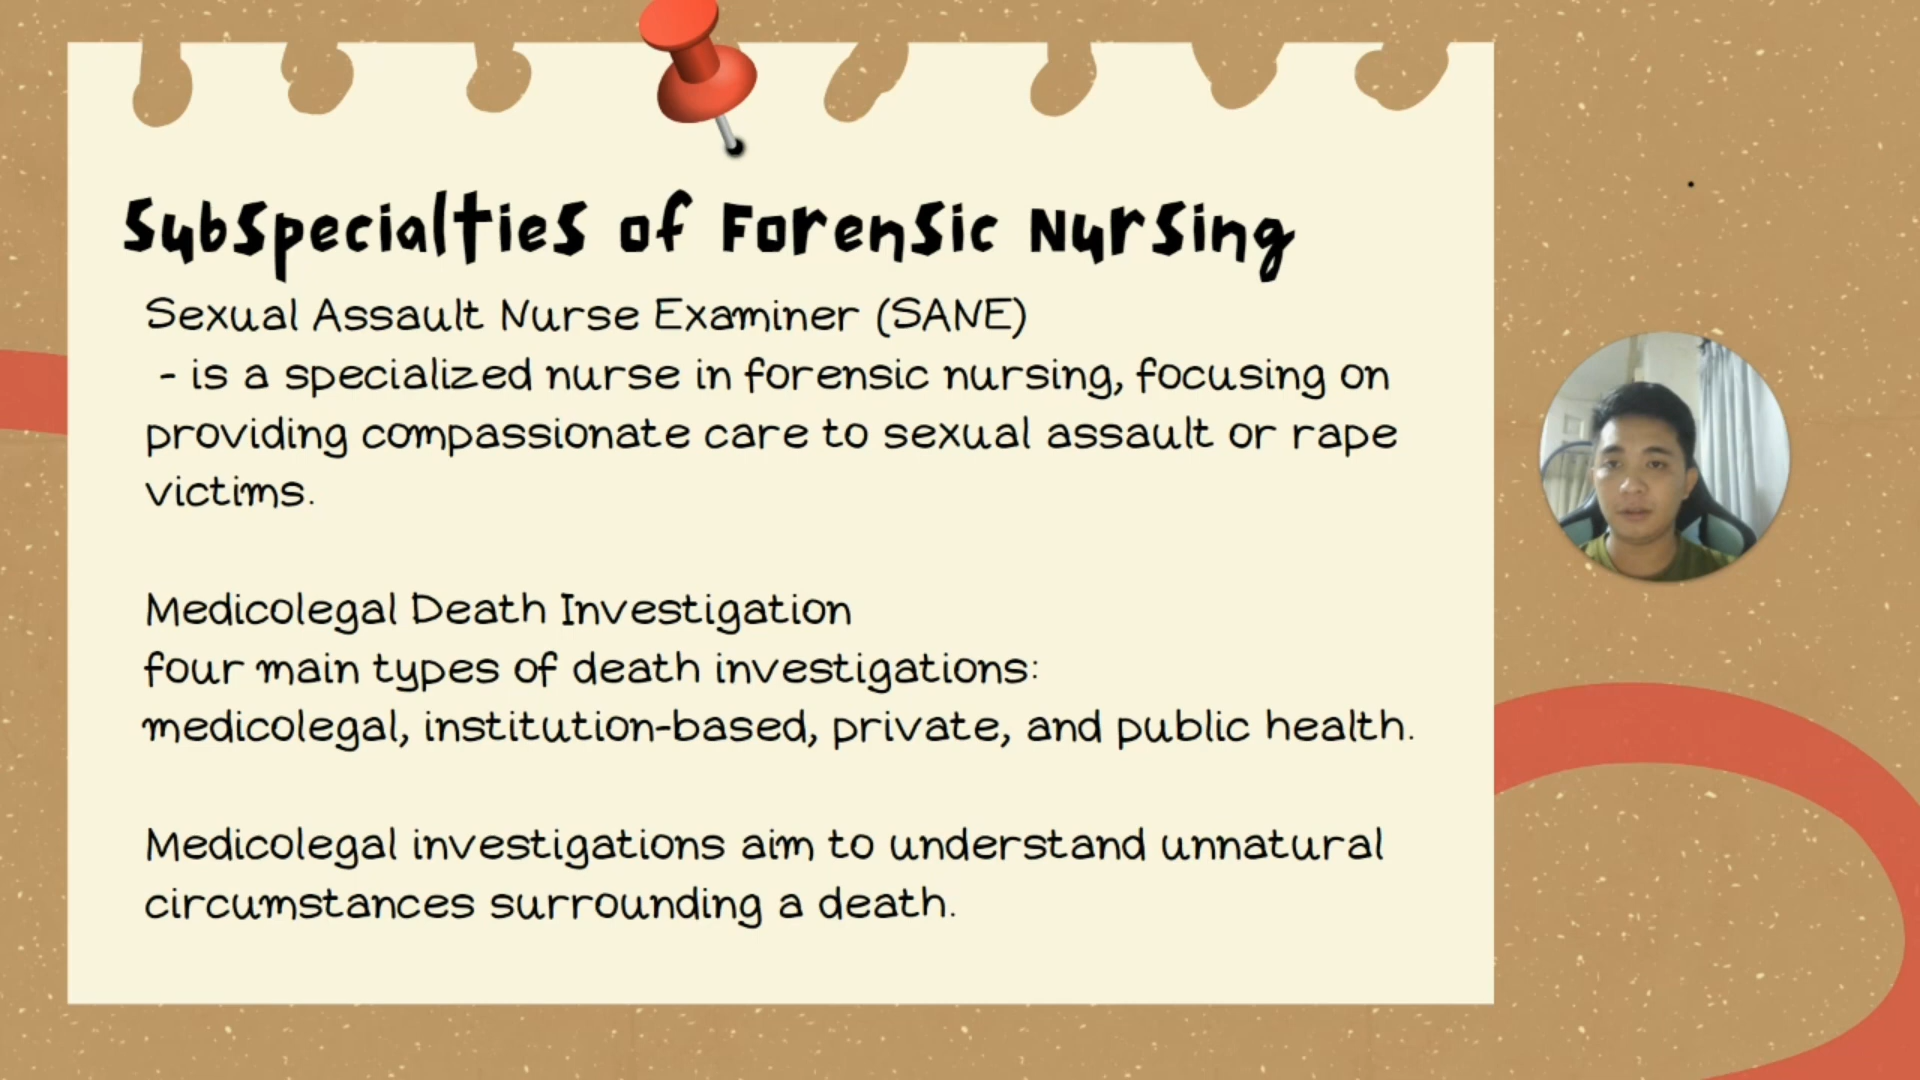 Subspecialties of Forensic Nursing
Sexual Assault Nurse Examiner (SANE)
- is a specialized nurse in forensic nursing, focusing on
providing compassionate care to sexual assault or rape
victims.
Medicolegal Death Investigation
four main types of death investigations:
medicolegal, institution-based, private, and public health.
Medicolegal investigations aim to understand unnatural
circumstances surrounding a death.